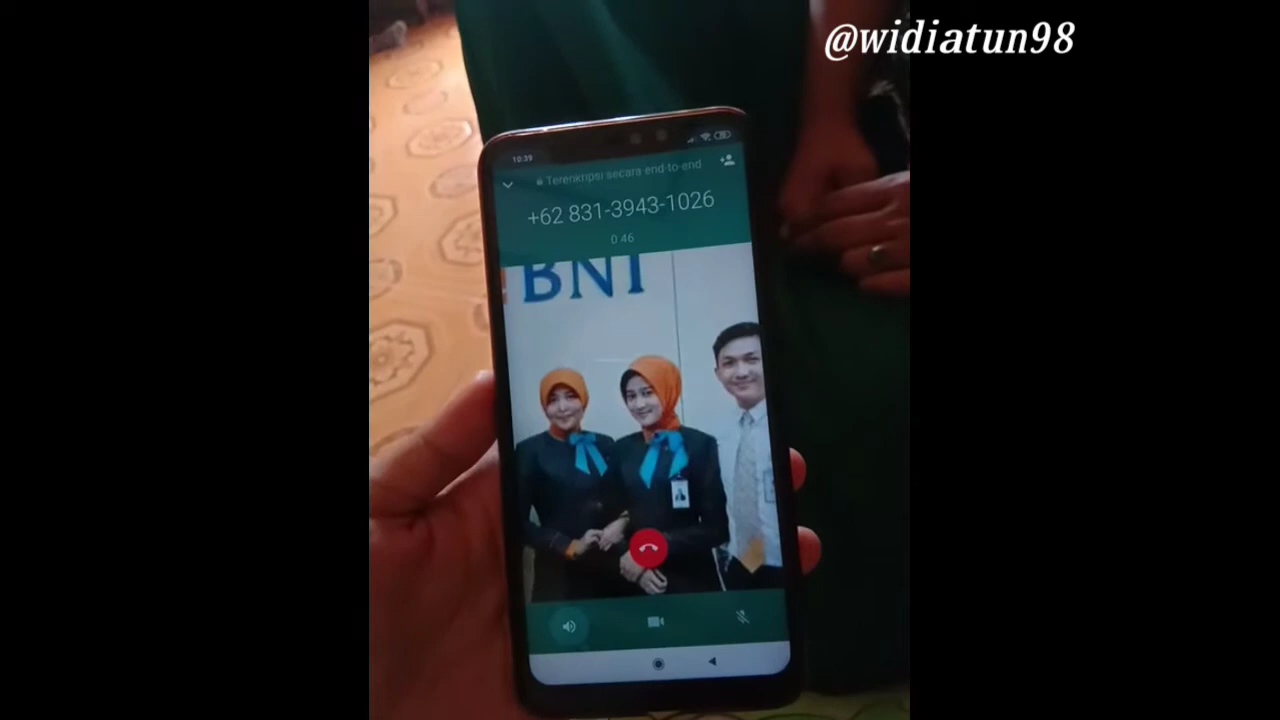 @widiatun98
10:39
Terenkripsi secara end-to-end
+62 831-3943-1026
0 46
BNI